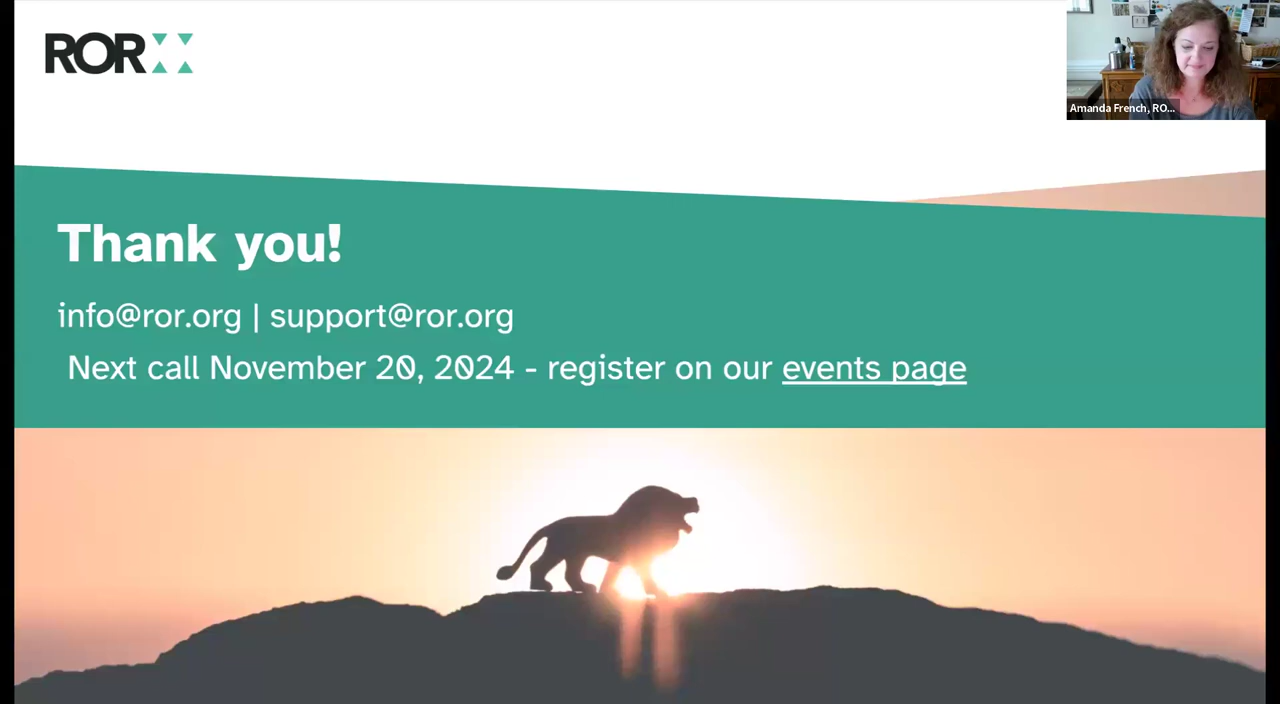 ROR
Amanda French, RO...
Thank you!
info@ror.org | support@ror.org
Next call November 20, 2024 - register on our events page